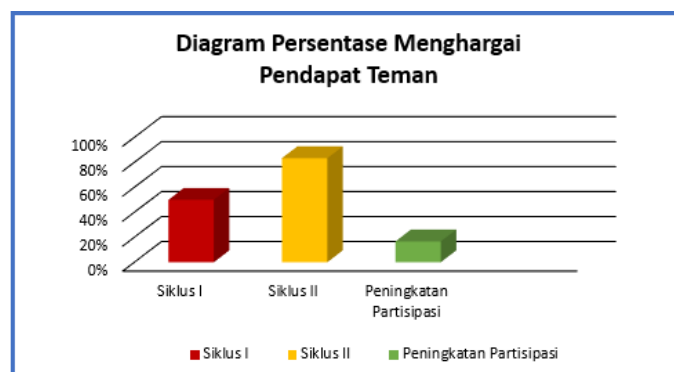 Diagram Persentase Menghargai
Pendapat Teman
100%
80%
60%
40%
20%
0%
Siklus I
Siklus II
Peningkatan
Partisipasi
Siklus I
Siklus II
Peningkatan Partisipasi